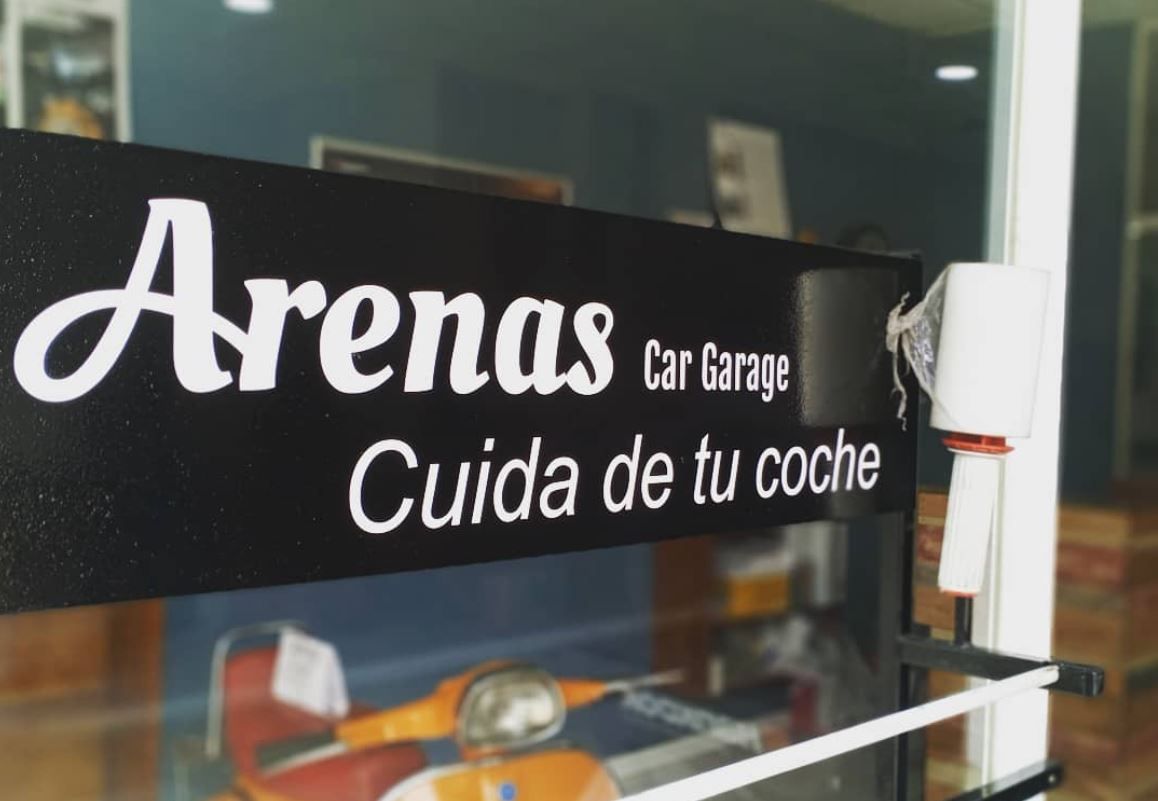 Arenas Car Garage
Cuida de tu coche